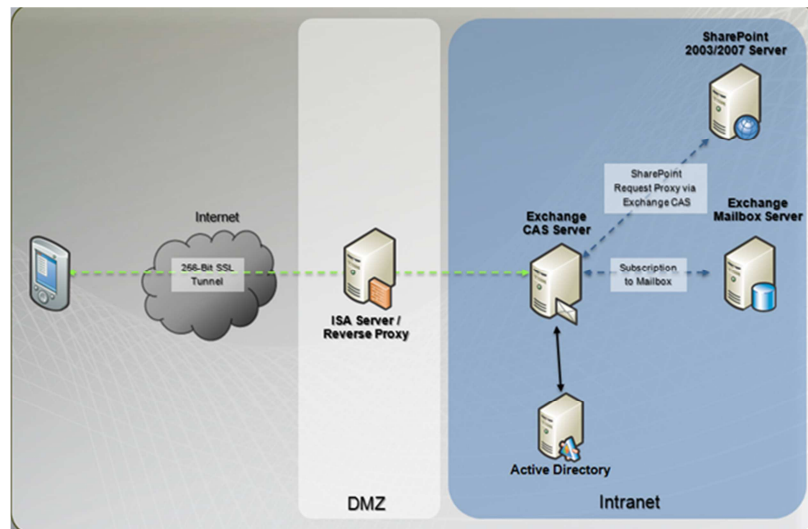 SharePoint
2003/2007 Server
SharePoint
Request Proxy via
Exchange CAS
Internet
Exchange
CAS Server
Exchange
Mailbox Server
256-Bit SSL
Tunnel
Subscription
to Mailbox
ISA Server /
Reverse Proxy
Active Directory
DMZ
Intranet